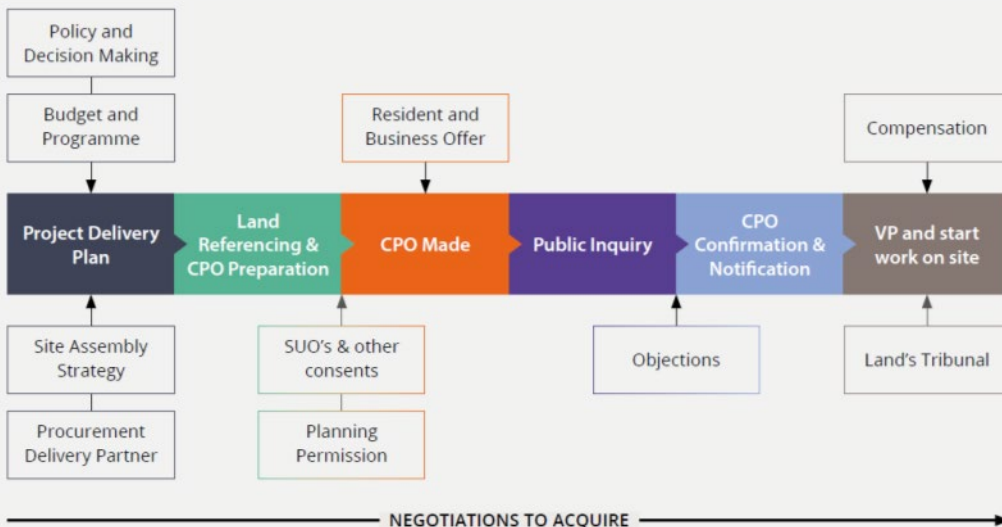 Policy and
Decision Making
Budget and
Programme
Resident and
Business Offer
Compensation
Project Delivery
Plan
Land
Referencing &
CPO Preparation
CPO Made
Public Inquiry
CPO
Confirmation &
Notification
VP and start
work on site
Site Assembly
Strategy
SUO's & other
consents
Objections
Land's Tribunal
Procurement
Delivery Partner
Planning
Permission
NEGOTIATIONS TO ACQUIRE